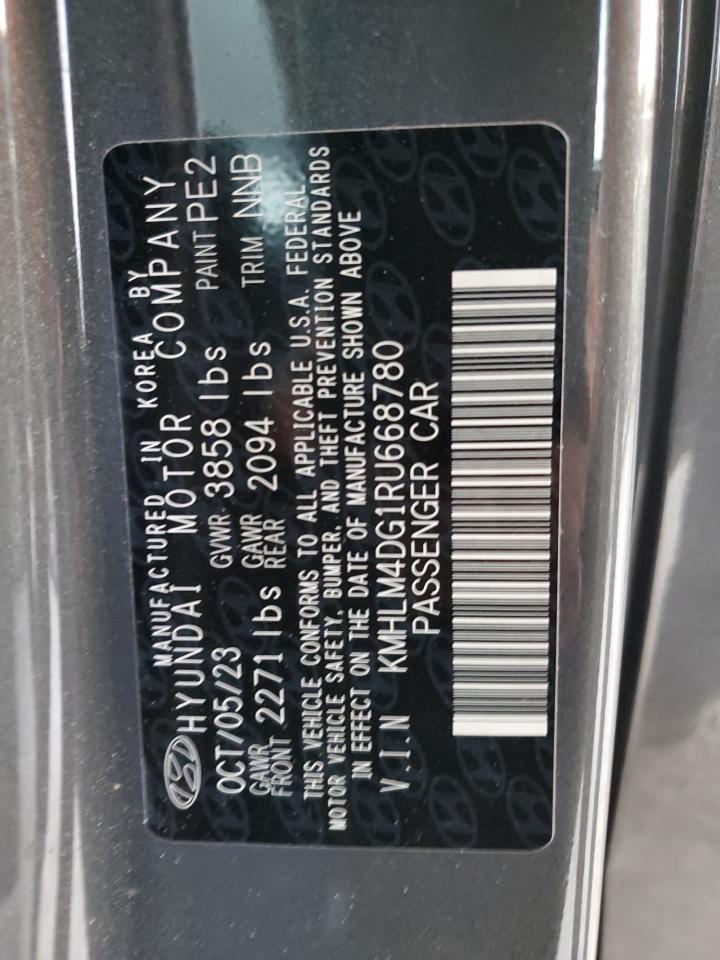 MANUFACTURED IN KOREA BY
HYUNDAI MOTOR COMPANY
OCT/05/23 GVWR 3858 lbs PAINT PE2
GAWR FRONT 2271 lbs GAWR REAR 2094 lbs TRIM NNB
THIS VEHICLE CONFORMS TO ALL APPLICABLE U.S.A. FEDERAL
MOTOR VEHICLE SAFETY, BUMPER, AND THEFT PREVENTION STANDARDS
IN EFFECT ON THE DATE OF MANUFACTURE SHOWN ABOVE
V.I.N KMHLM4DG1RU668780
PASSENGER CAR